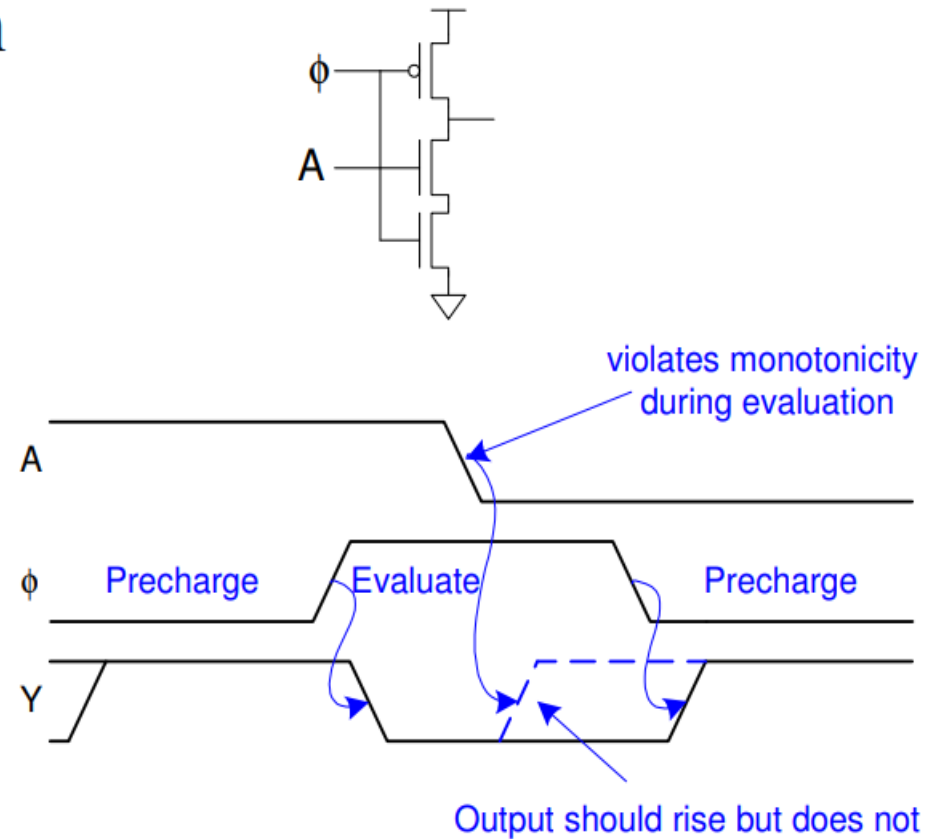 ϕ
A
violates monotonicity
during evaluation
A
ϕ Precharge Evaluate Precharge
Y
Output should rise but does not